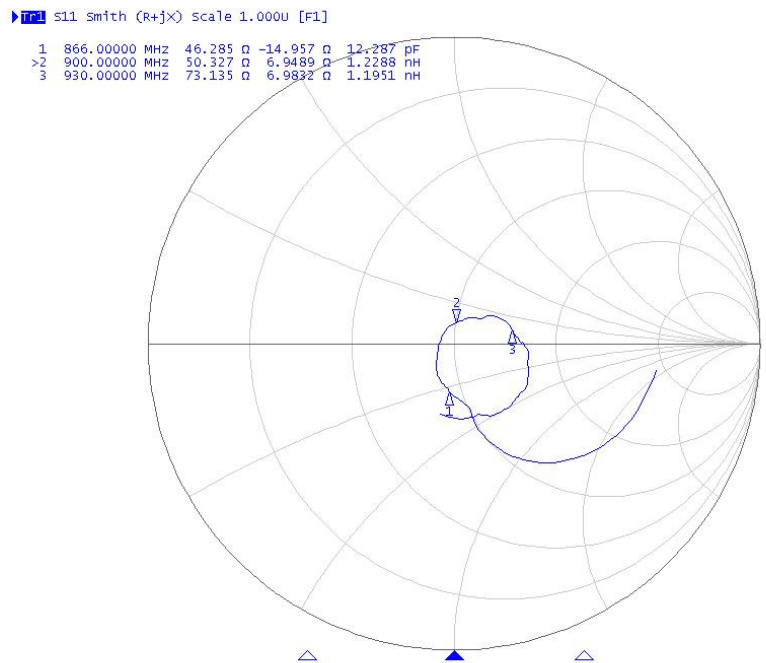 Tr1 S11 Smith (R+jX) Scale 1.000U [F1]
1 866.00000 MHz 46.285 Ω -14.957 Ω 12.287 pF
>2 900.00000 MHz 50.327 Ω 6.9489 Ω 1.2288 nH
3 930.00000 MHz 73.135 Ω 6.9832 Ω 1.1951 nH
2
3
1